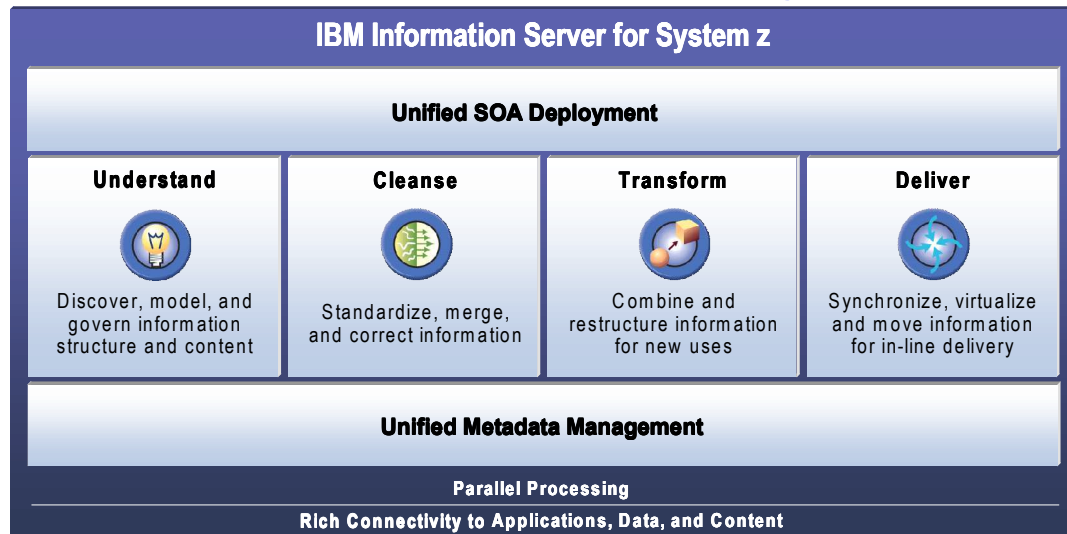 IBM Information Server for System z
Unified SOA Deployment
Understand
Discover, model, and
govern information
structure and content
Cleanse
Standardize, merge,
and correct information
Transform
Combine and
restructure information
for new uses
Deliver
Synchronize, virtualize
and move information
for in-line delivery
Unified Metadata Management
Parallel Processing
Rich Connectivity to Applications, Data, and Content